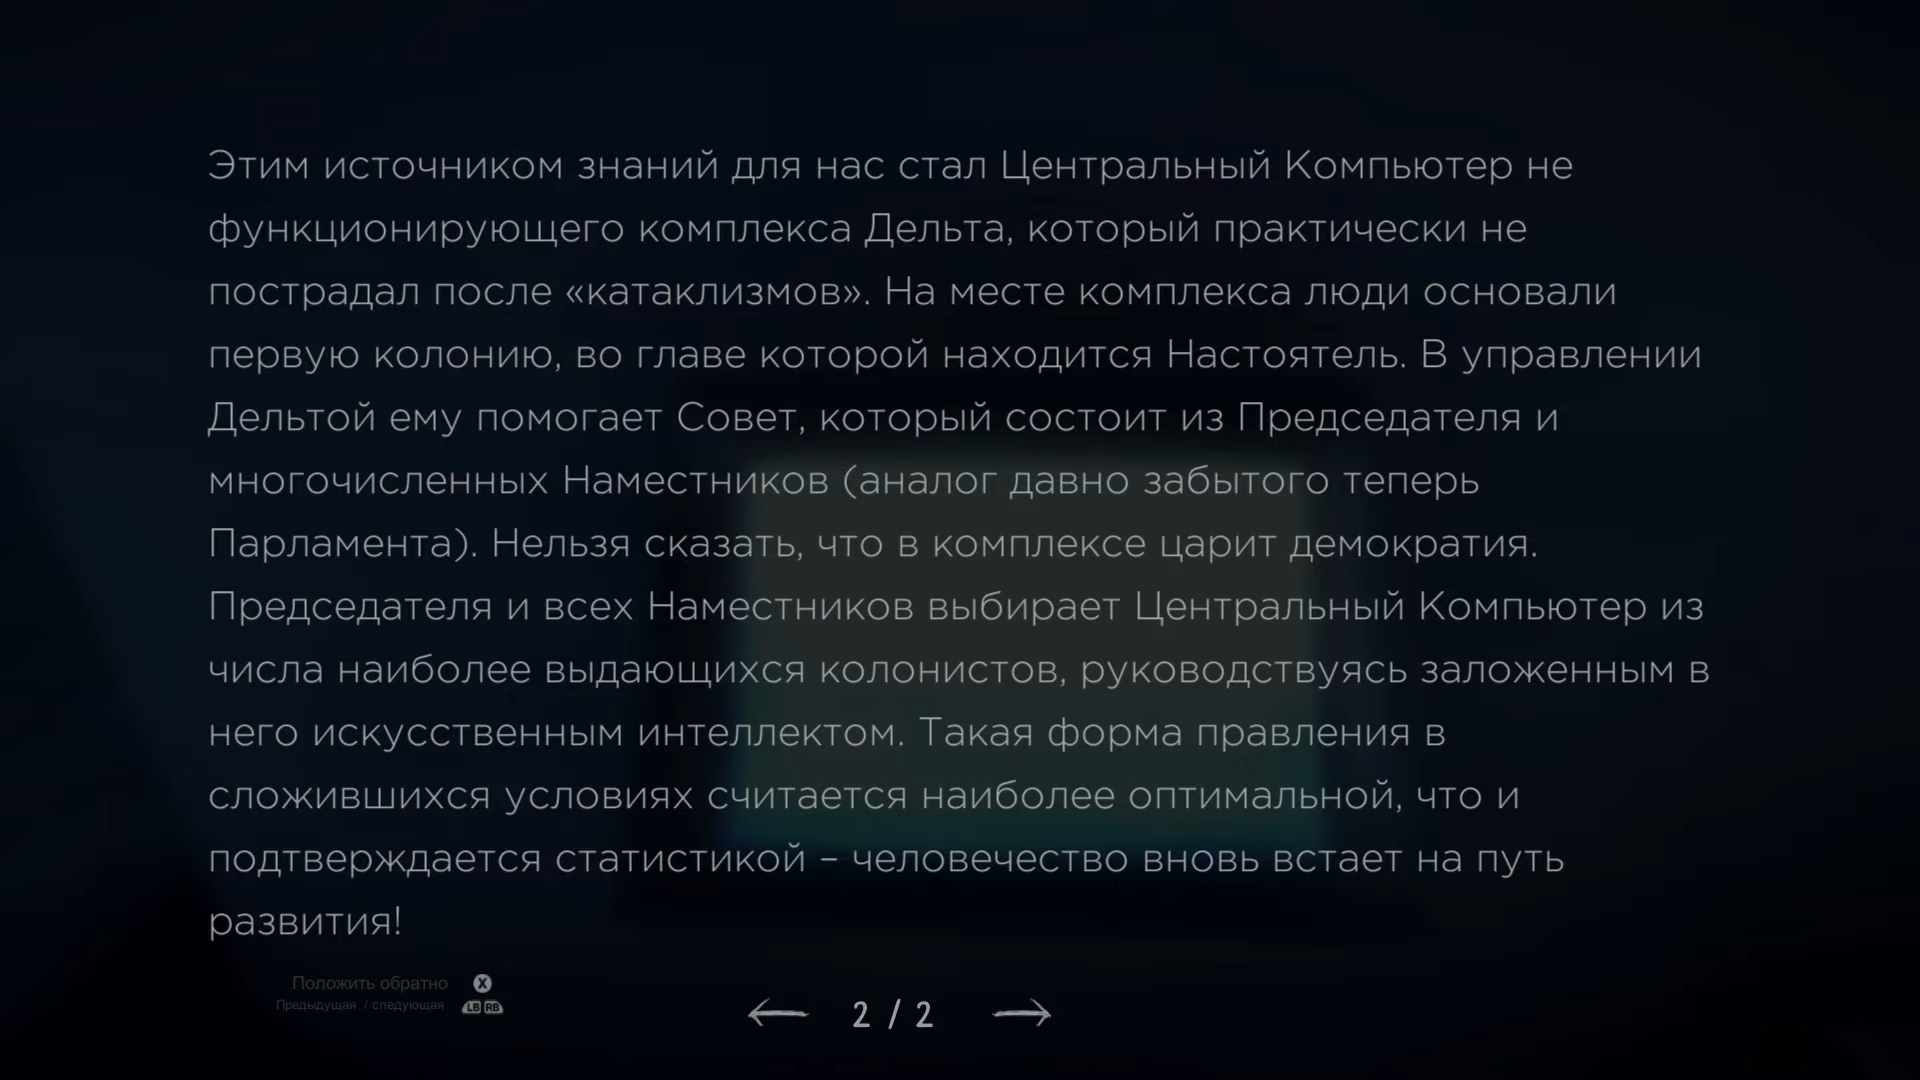 Этим источником знаний для нас стал Центральный Компьютер не
функционирующего комплекса Дельта, который практически не
пострадал после «катаклизмов». На месте комплекса люди основали
первую колонию, во главе которой находится Настоятель. В управлении
Дельтой ему помогает Совет, который состоит из Председателя и
многочисленных Наместников (аналог давно забытого теперь
Парламента). Нельзя сказать, что в комплексе царит демократия.
Председателя и всех Наместников выбирает Центральный Компьютер из
числа наиболее выдающихся колонистов, руководствуясь заложенным в
него искусственным интеллектом. Такая форма правления в
сложившихся условиях считается наиболее оптимальной, что и
подтверждается статистикой – человечество вновь встает на путь
развития!
Положить обратно X
Предыдущая / следующая LB RB
2 / 2